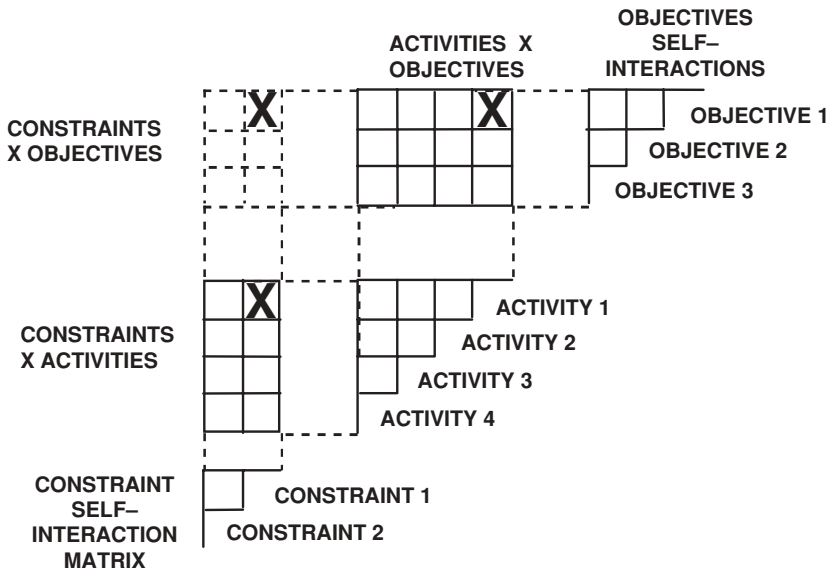 OBJECTIVES
SELF–
INTERACTIONS
ACTIVITIES X
OBJECTIVES
CONSTRAINTS
X OBJECTIVES
X
X
OBJECTIVE 1
OBJECTIVE 2
OBJECTIVE 3
CONSTRAINTS
X ACTIVITIES
X
ACTIVITY 1
ACTIVITY 2
ACTIVITY 3
ACTIVITY 4
CONSTRAINT
SELF–
INTERACTION
MATRIX
CONSTRAINT 1
CONSTRAINT 2